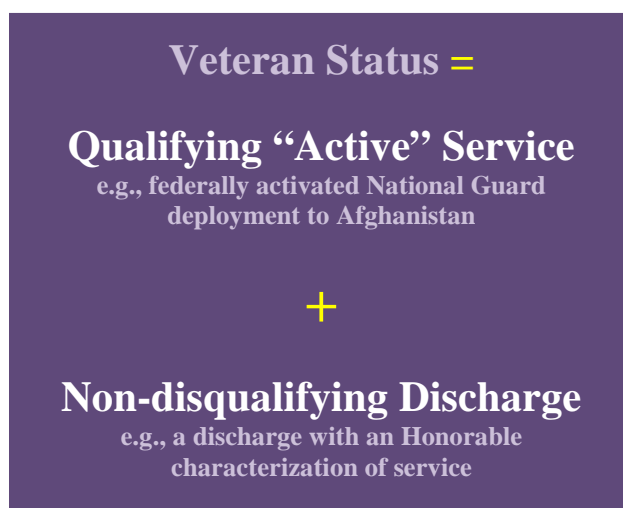 Veteran Status =
Qualifying “Active” Service
e.g., federally activated National Guard
deployment to Afghanistan
+
Non-disqualifying Discharge
e.g., a discharge with an Honorable
characterization of service